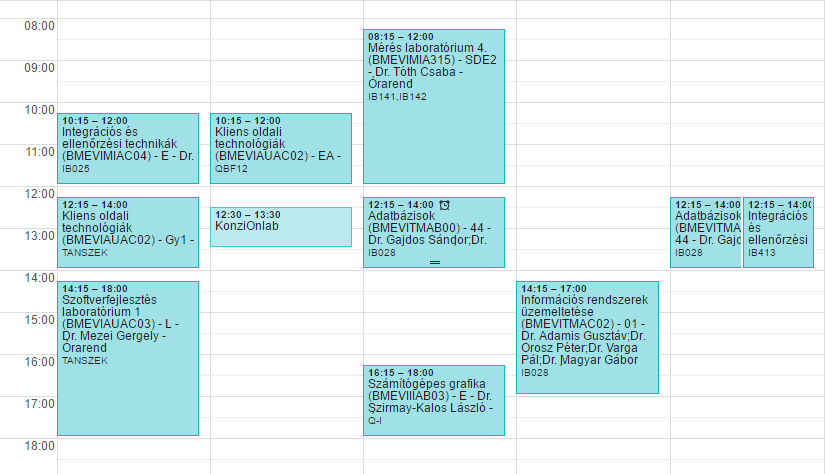 08:00
09:00
10:00
11:00
12:00
13:00
14:00
15:00
16:00
17:00
18:00
10:15 – 12:00
Integrációs és
ellenőrzési technikák
(BMEVIMIAC04) - E - Dr.
IB025
12:15 – 14:00
Kliens oldali
technológiák
(BMEVIAUAC02) - Gy1 -
TANSZEK
14:15 – 18:00
Szoftverfejlesztés
laboratórium 1
(BMEVIAUAC03) - L -
Dr. Mezei Gergely -
Órarend
TANSZEK
10:15 – 12:00
Kliens oldali
technológiák
(BMEVIAUAC02) - EA -
QBF12
12:30 – 13:30
KonziOnlab
08:15 – 12:00
Mérés laboratórium 4.
(BMEVIMIA315) - SDE2
- Dr. Tóth Csaba -
Órarend
IB141,IB142
12:15 – 14:00
Adatbázisok
(BMEVITMAB00) - 44 -
Dr. Gajdos Sándor;Dr.
IB028
16:15 – 18:00
Számítógépes grafika
(BMEVIIIAB03) - E - Dr.
Szirmay-Kalos László -
Q-I
14:15 – 17:00
Információs rendszerek
üzemeltetése
(BMEVITMAC02) - 01 -
Dr. Adamis Gusztáv;Dr.
Orosz Péter;Dr. Varga
Pál;Dr. Magyar Gábor
IB028
12:15 – 14:00
Adatbázisok
(BMEVITMA
44 - Dr. Gajd
IB028
12:15 – 14:00
Integrációs
és
ellenőrzési
IB413